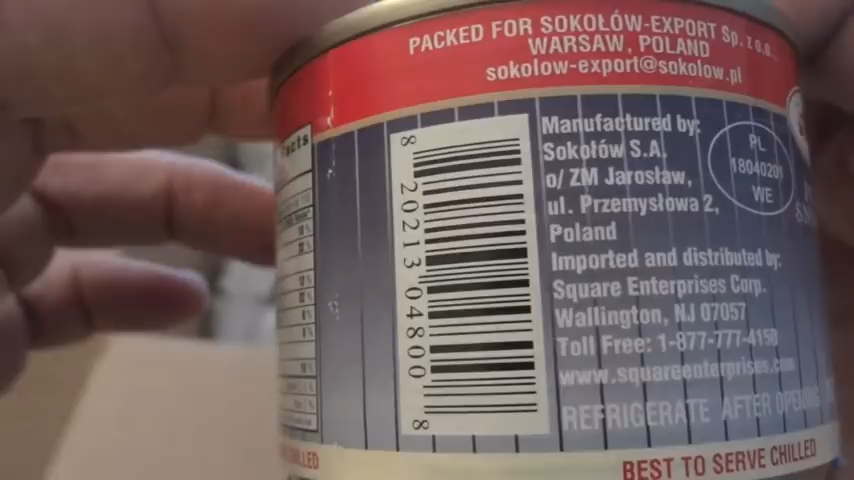 PACKED FOR SOKOŁÓW-EXPORT Sp. z o.o.
WARSAW, POLAND
sokolow-export@sokolow.pl
8 20213 04800 8
Manufactured by:
Sokołów S.A.
o/ ZM Jarosław,
ul. Przemysłowa 2,
Poland
PL
18040201
WE
Imported and distributed by:
Square Enterprises Corp.
Wallington, NJ 07057
Toll Free: 1-877-777-4150
www.squareenterprises.com
REFRIGERATE AFTER OPENING
BEST TO SERVE CHILLED